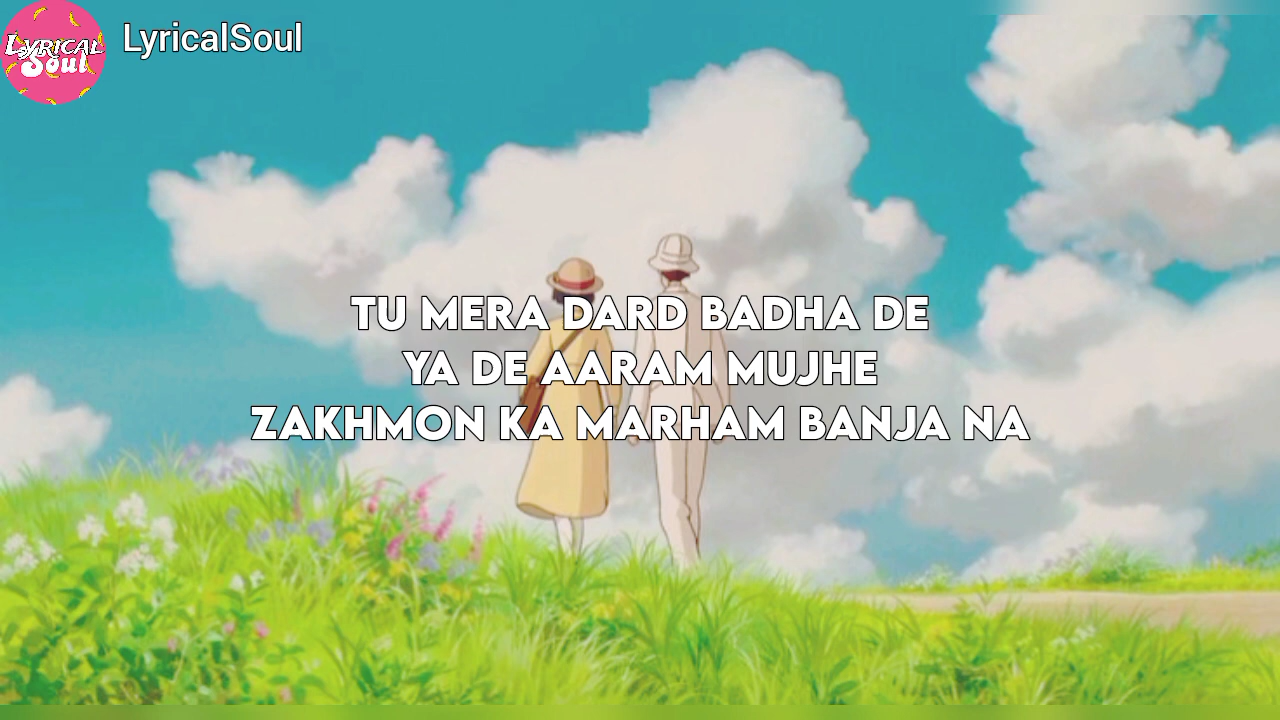 LYRICAL
Soul
LyricalSoul
TU MERA DARD BADHA DE
YA DE AARAM MUJHE
ZAKHMON KA MARHAM BANJA NA